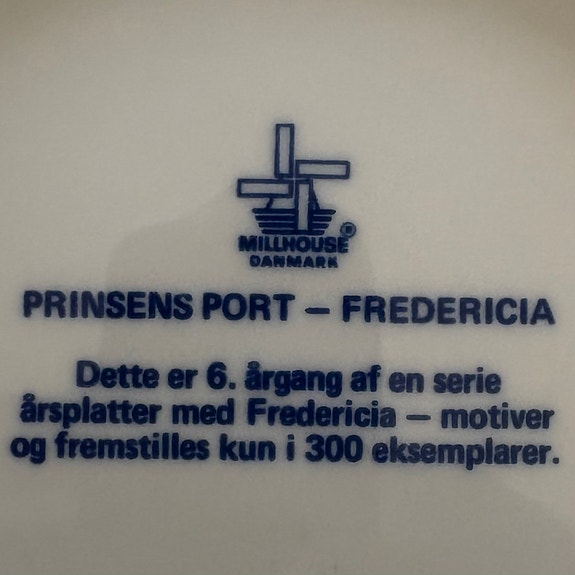 MILLHOUSE®
DANMARK
PRINSENS PORT – FREDERICIA
Dette er 6. årgang af en serie
årsplatter med Fredericia – motiver
og fremstilles kun i 300 eksemplarer.